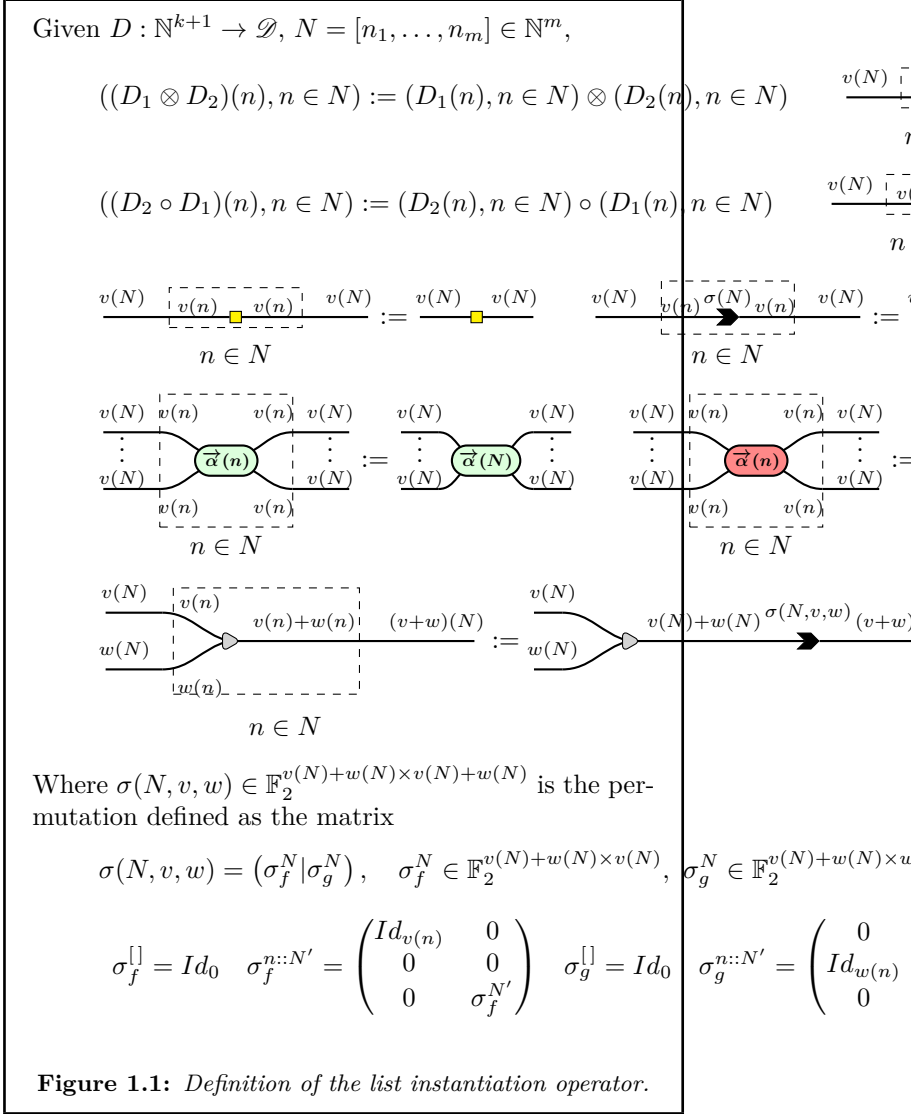 Given D : ℕ^{k+1} → 𝒟, N = [n_1, . . . , n_m] ∈ ℕ^m,
((D_1 ⊗ D_2)(n), n ∈ N) := (D_1(n), n ∈ N) ⊗ (D_2(n), n ∈ N) v(N)
((D_2 ∘ D_1)(n), n ∈ N) := (D_2(n), n ∈ N) ∘ (D_1(n), n ∈ N) v(N)
n
v(N) v(n) v(n) v(N) := v(N) v(N) v(N) v(n) σ(N) v(n) v(N) :=
n ∈ N n ∈ N
v(N) v(n) v(n) v(N) v(N) v(N) v(N) v(n) v(n) v(N)
⋮ α⃗(n) ⋮ := ⋮ α⃗(N) ⋮ ⋮ α⃗(n) ⋮
v(N) v(N) v(N) v(N) v(N) v(N)
v(n) v(n) v(n) v(n)
n ∈ N n ∈ N
v(N) v(n) v(N)
v(n)+w(n) (v+w)(N) := v(N)+w(N) σ(N,v,w) (v+w)
w(N) w(N)
w(n)
n ∈ N
Where σ(N, v, w) ∈ 𝔽_2^{v(N)+w(N)×v(N)+w(N)} is the per-
mutation defined as the matrix
σ(N, v, w) = (σ_f^N | σ_g^N), σ_f^N ∈ 𝔽_2^{v(N)+w(N)×v(N)}, σ_g^N ∈ 𝔽_2^{v(N)+w(N)×w
Id_{v(n)} 0 0
σ_f^{[ ]} = Id_0 σ_f^{n::N′} = ( 0 0 ) σ_g^{[ ]} = Id_0 σ_g^{n::N′} = ( Id_{w(n)}
0 σ_f^{N′} 0
Figure 1.1: Definition of the list instantiation operator.